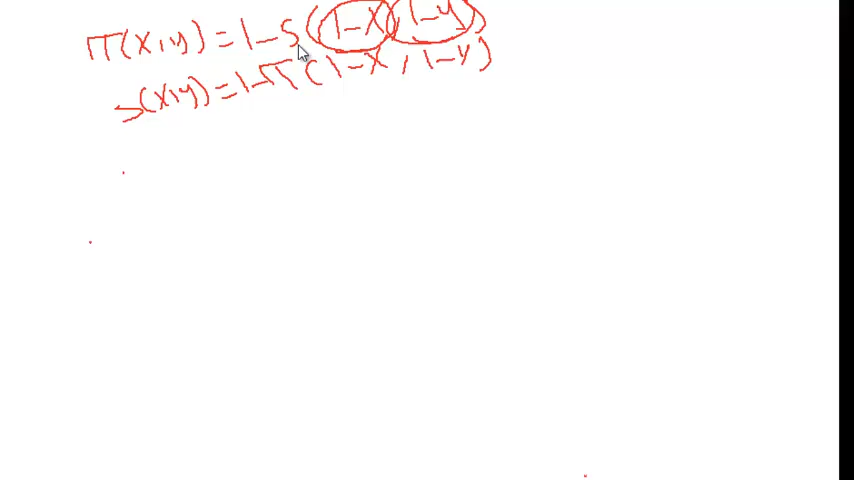 π(x,y) = 1-S(1-x,1-y)
S(x,y) = 1-π(1-x,1-y)